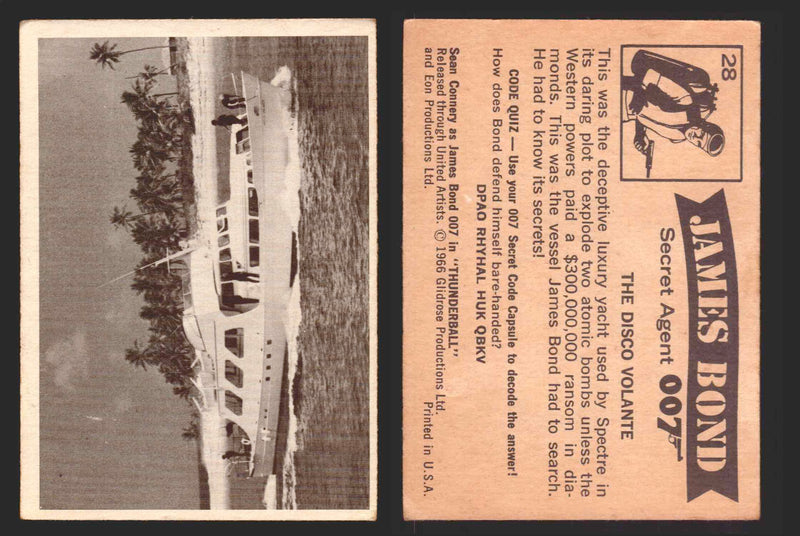 28
JAMES BOND
Secret Agent 007
THE DISCO VOLANTE
This was the deceptive luxury yacht used by Spectre in
its daring plot to explode two atomic bombs unless the
Western powers paid a $300,000,000 ransom in dia-
monds. This was the vessel James Bond had to search.
He had to know its secrets!
CODE QUIZ — Use your 007 Secret Code Capsule to decode the answer!
How does Bond defend himself bare-handed?
DPAO RHYHAL HUK QBKV
Sean Connery as James Bond 007 in "THUNDERBALL"
Released through United Artists. © 1966 Glidrose Productions Ltd.
and Eon Productions Ltd.
Printed in U.S.A.